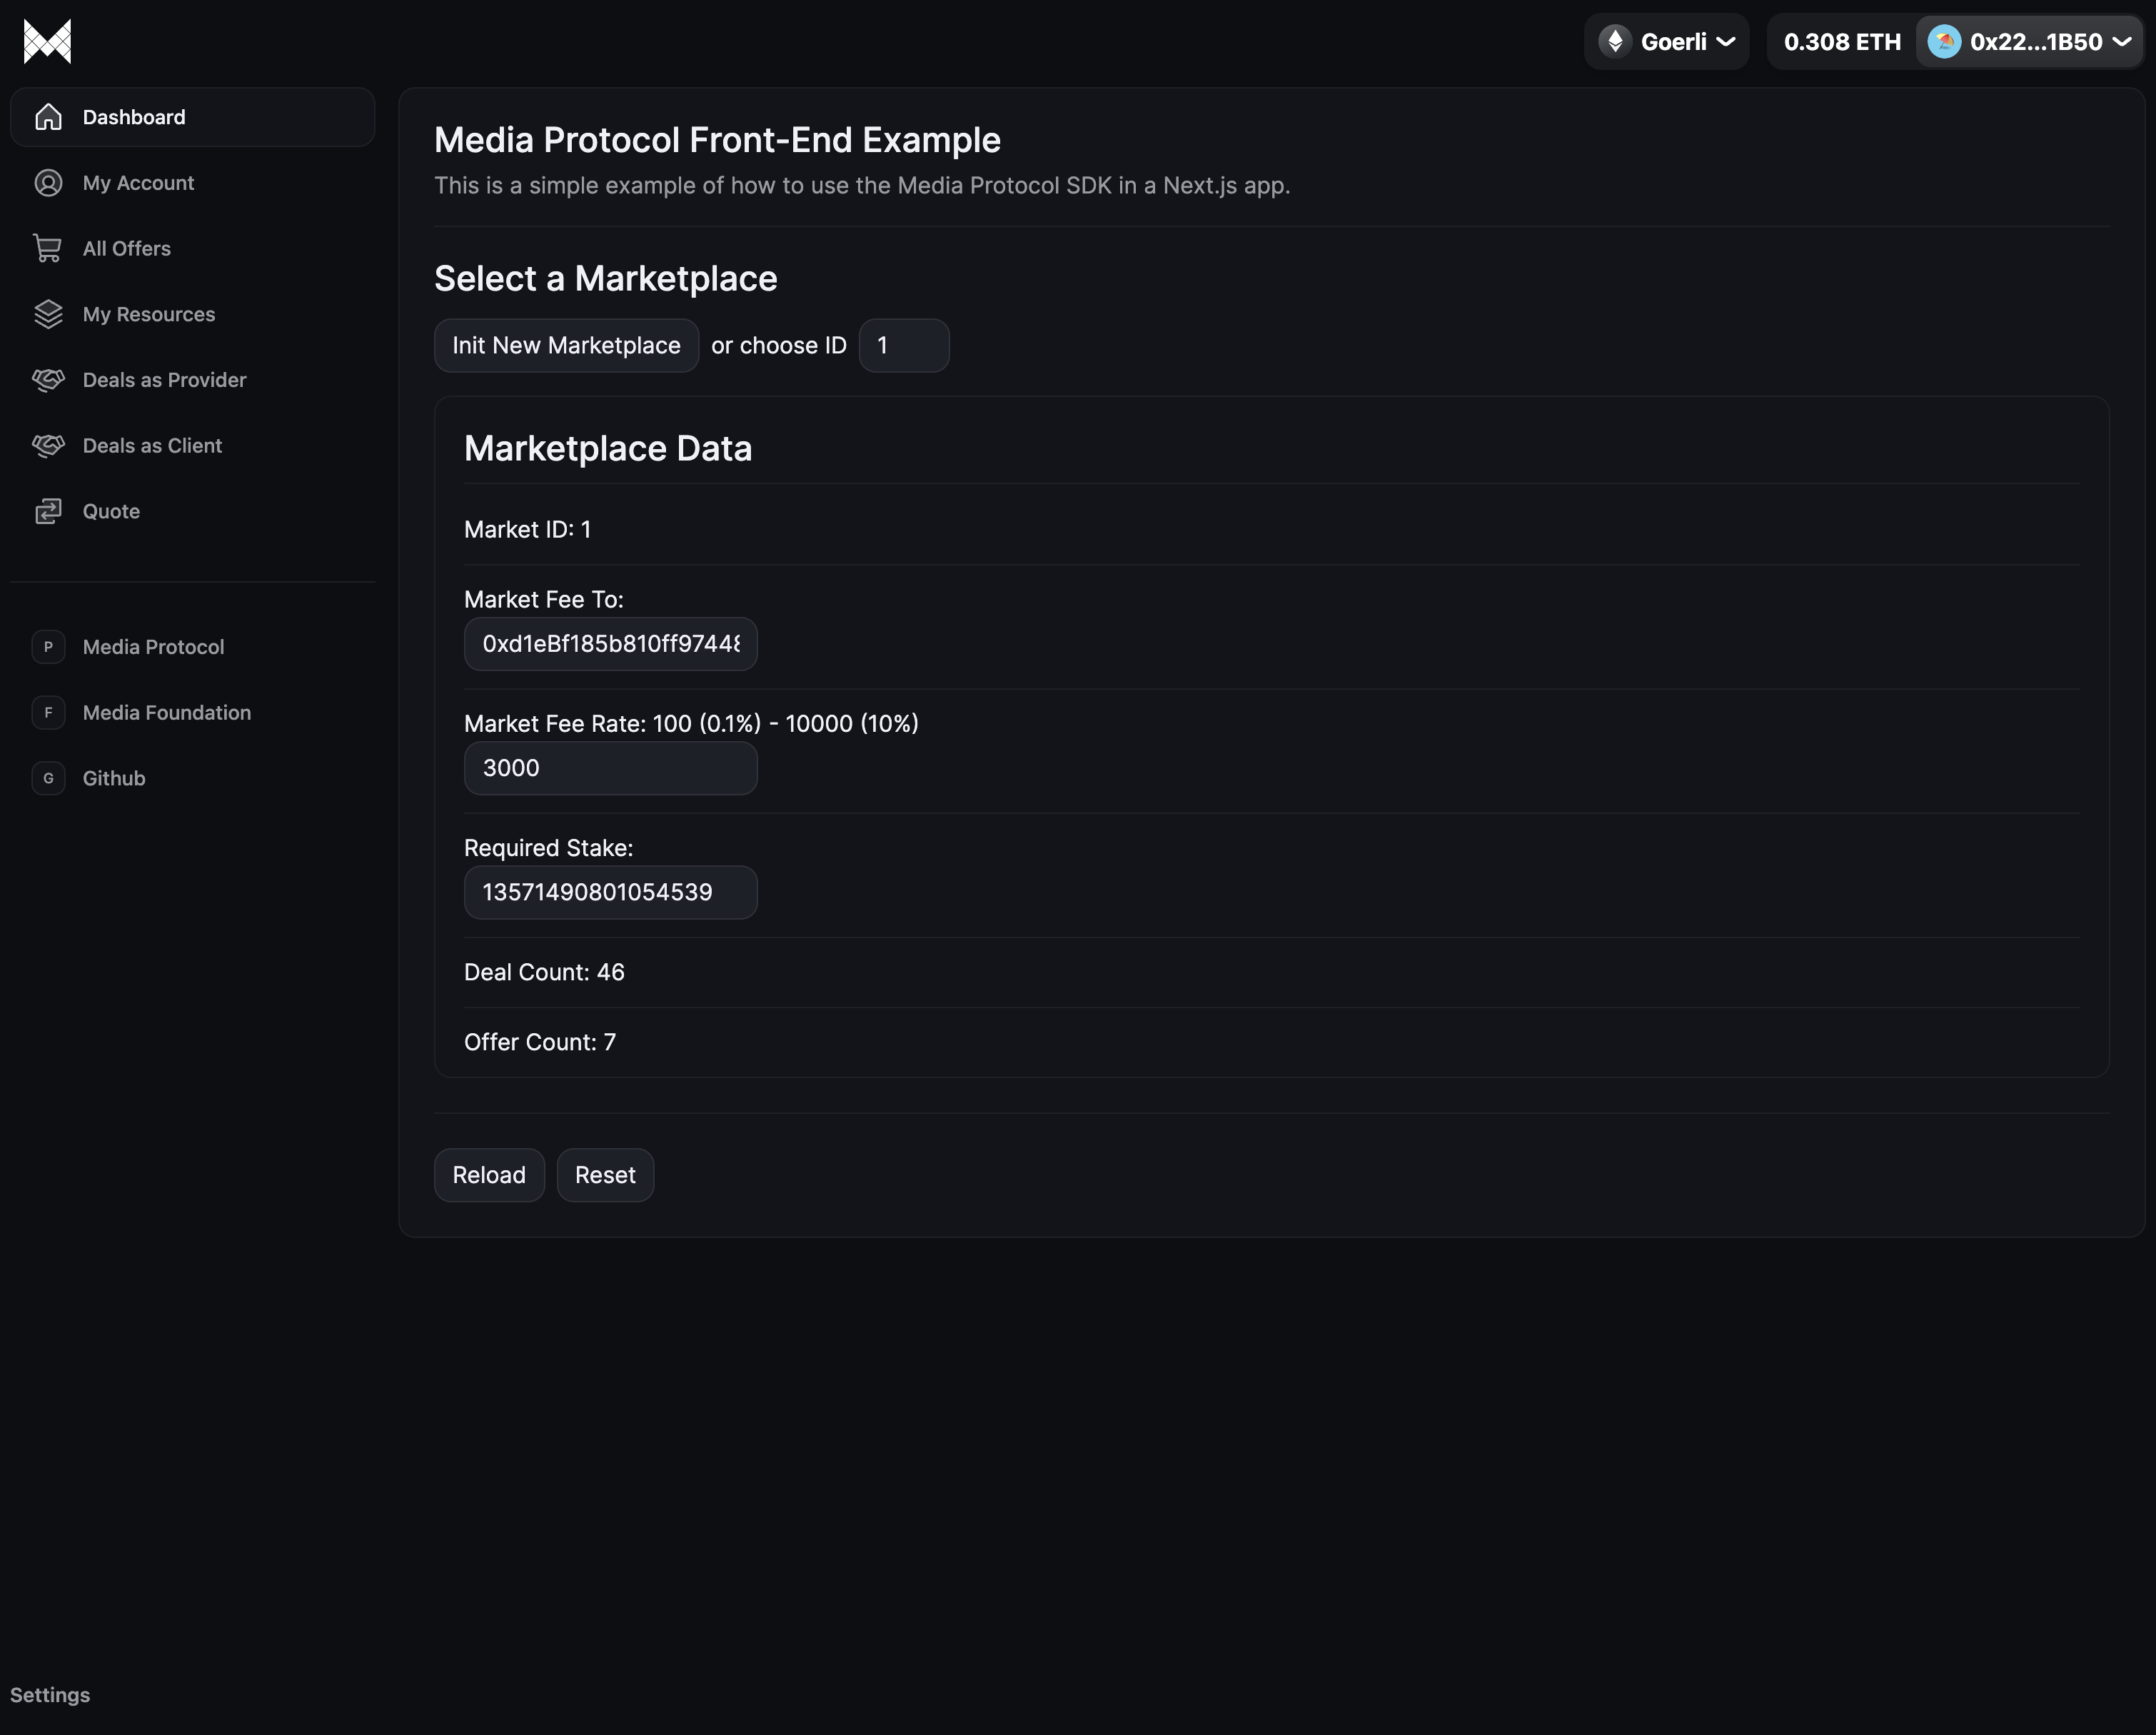 Goerli
0.308 ETH
0x22...1B50
Dashboard
My Account
All Offers
My Resources
Deals as Provider
Deals as Client
Quote
P Media Protocol
F Media Foundation
G Github
Settings
Media Protocol Front-End Example
This is a simple example of how to use the Media Protocol SDK in a Next.js app.
Select a Marketplace
Init New Marketplace or choose ID 1
Marketplace Data
Market ID: 1
Market Fee To:
0xd1eBf185b810ff9744
Market Fee Rate: 100 (0.1%) - 10000 (10%)
3000
Required Stake:
13571490801054539
Deal Count: 46
Offer Count: 7
Reload
Reset